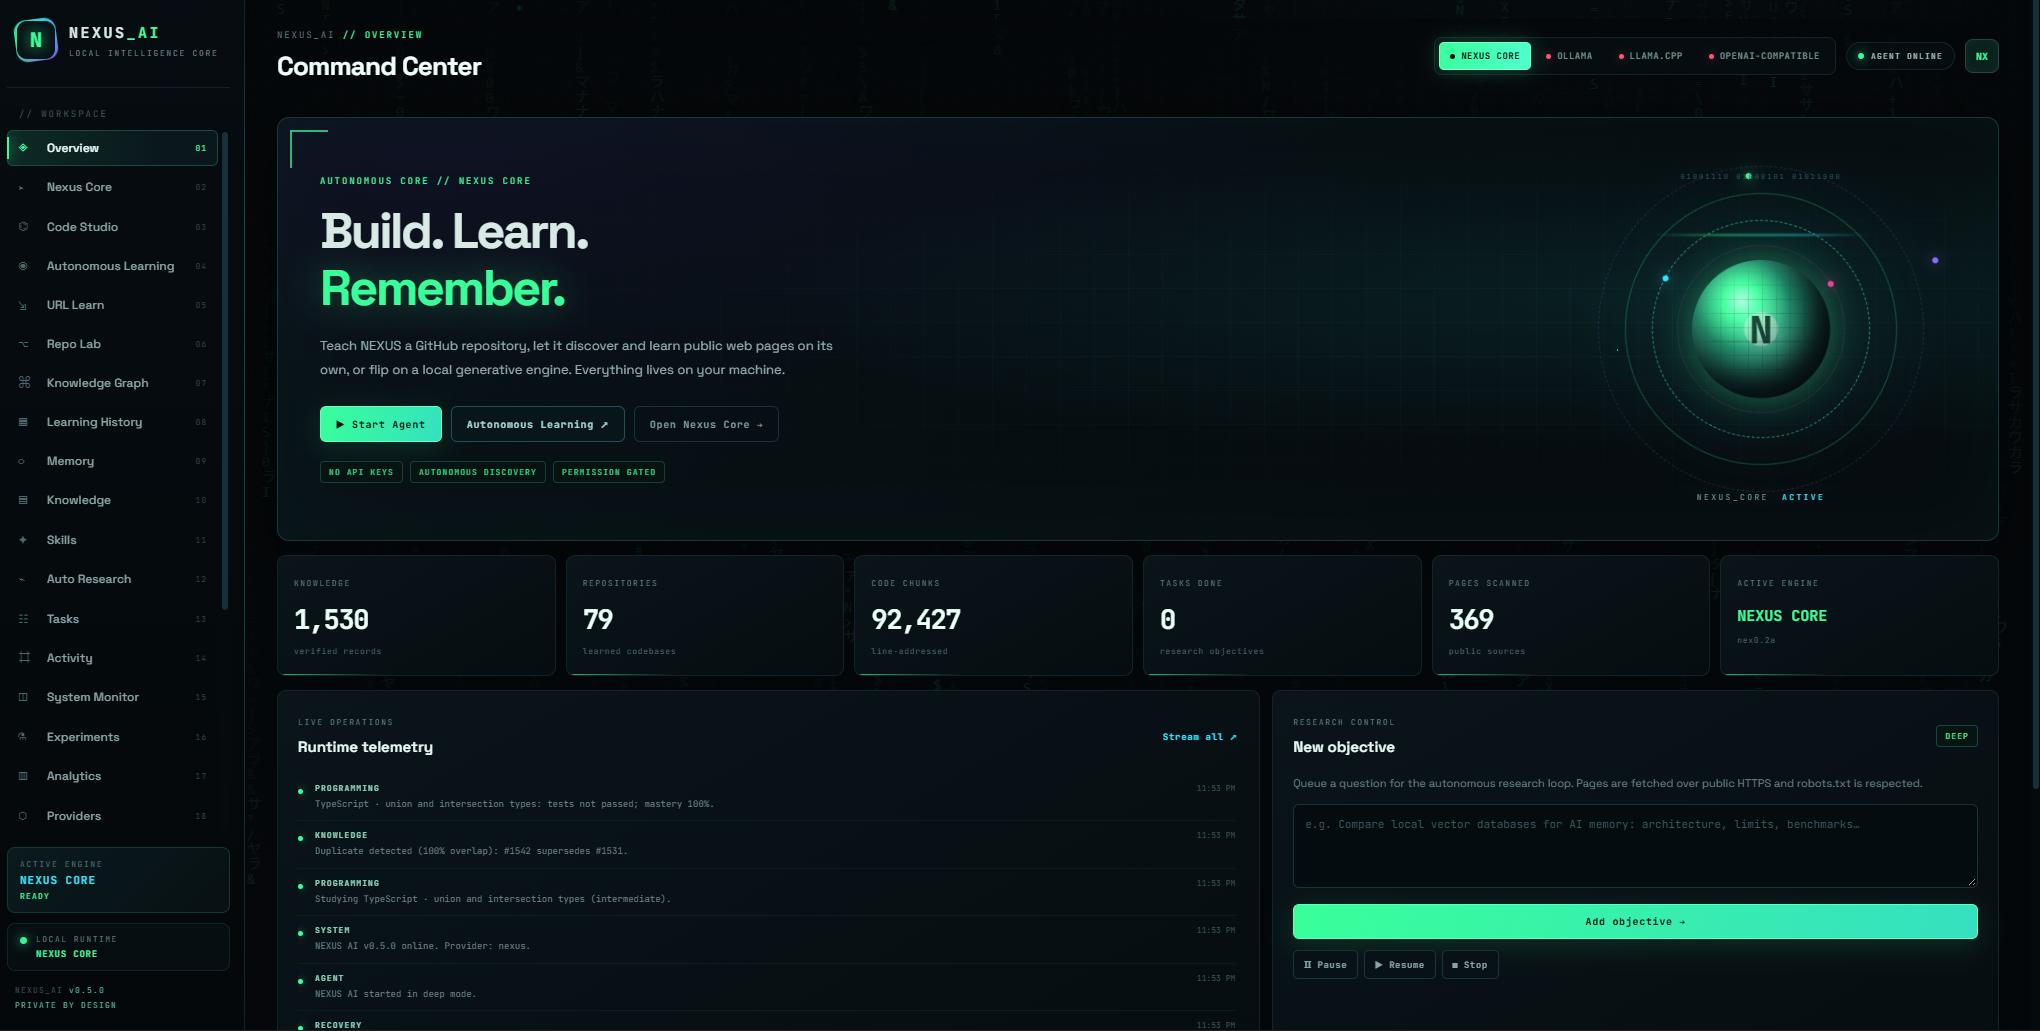 N
NEXUS_AI
LOCAL INTELLIGENCE CORE
// WORKSPACE
Overview 01
Nexus Core 02
Code Studio 03
Autonomous Learning 04
URL Learn 05
Repo Lab 06
Knowledge Graph 07
Learning History 08
Memory 09
Knowledge 10
Skills 11
Auto Research 12
Tasks 13
Activity 14
System Monitor 15
Experiments 16
Analytics 17
Providers 18
ACTIVE ENGINE
NEXUS CORE
READY
LOCAL RUNTIME
NEXUS CORE
NEXUS_AI v0.5.0
PRIVATE BY DESIGN
NEXUS_AI // OVERVIEW
Command Center
NEXUS CORE
OLLAMA
LLAMA.CPP
OPENAI-COMPATIBLE
AGENT ONLINE
NX
AUTONOMOUS CORE // NEXUS CORE
Build. Learn.
Remember.
Teach NEXUS a GitHub repository, let it discover and learn public web pages on its
own, or flip on a local generative engine. Everything lives on your machine.
▶ Start Agent
Autonomous Learning ↗
Open Nexus Core →
NO API KEYS
AUTONOMOUS DISCOVERY
PERMISSION GATED
N
NEXUS_CORE ACTIVE
KNOWLEDGE
1,530
verified records
REPOSITORIES
79
learned codebases
CODE CHUNKS
92,427
line-addressed
TASKS DONE
0
research objectives
PAGES SCANNED
369
public sources
ACTIVE ENGINE
NEXUS CORE
nex0.2a
LIVE OPERATIONS
Runtime telemetry
Stream all ↗
PROGRAMMING 11:53 PM
TypeScript · union and intersection types: tests not passed; mastery 100%.
KNOWLEDGE 11:53 PM
Duplicate detected (100% overlap): #1542 supersedes #1531.
PROGRAMMING 11:53 PM
Studying TypeScript · union and intersection types (intermediate).
SYSTEM 11:53 PM
NEXUS AI v0.5.0 online. Provider: nexus.
AGENT 11:53 PM
NEXUS AI started in deep mode.
RECOVERY 11:53 PM
RESEARCH CONTROL
New objective
DEEP
Queue a question for the autonomous research loop. Pages are fetched over public HTTPS and robots.txt is respected.
e.g. Compare local vector databases for AI memory: architecture, limits, benchmarks…
Add objective →
Pause
▶ Resume
■ Stop